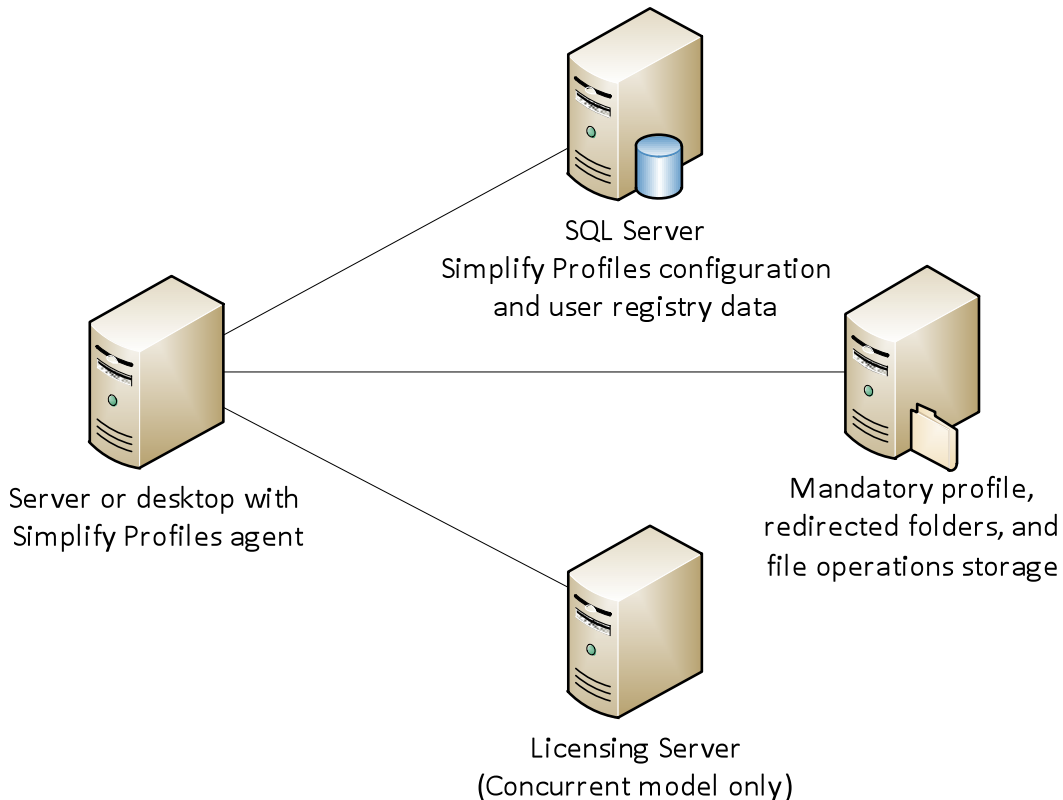 SQL Server
Simplify Profiles configuration
and user registry data
Server or desktop with
Simplify Profiles agent
Mandatory profile,
redirected folders, and
file operations storage
Licensing Server
(Concurrent model only)